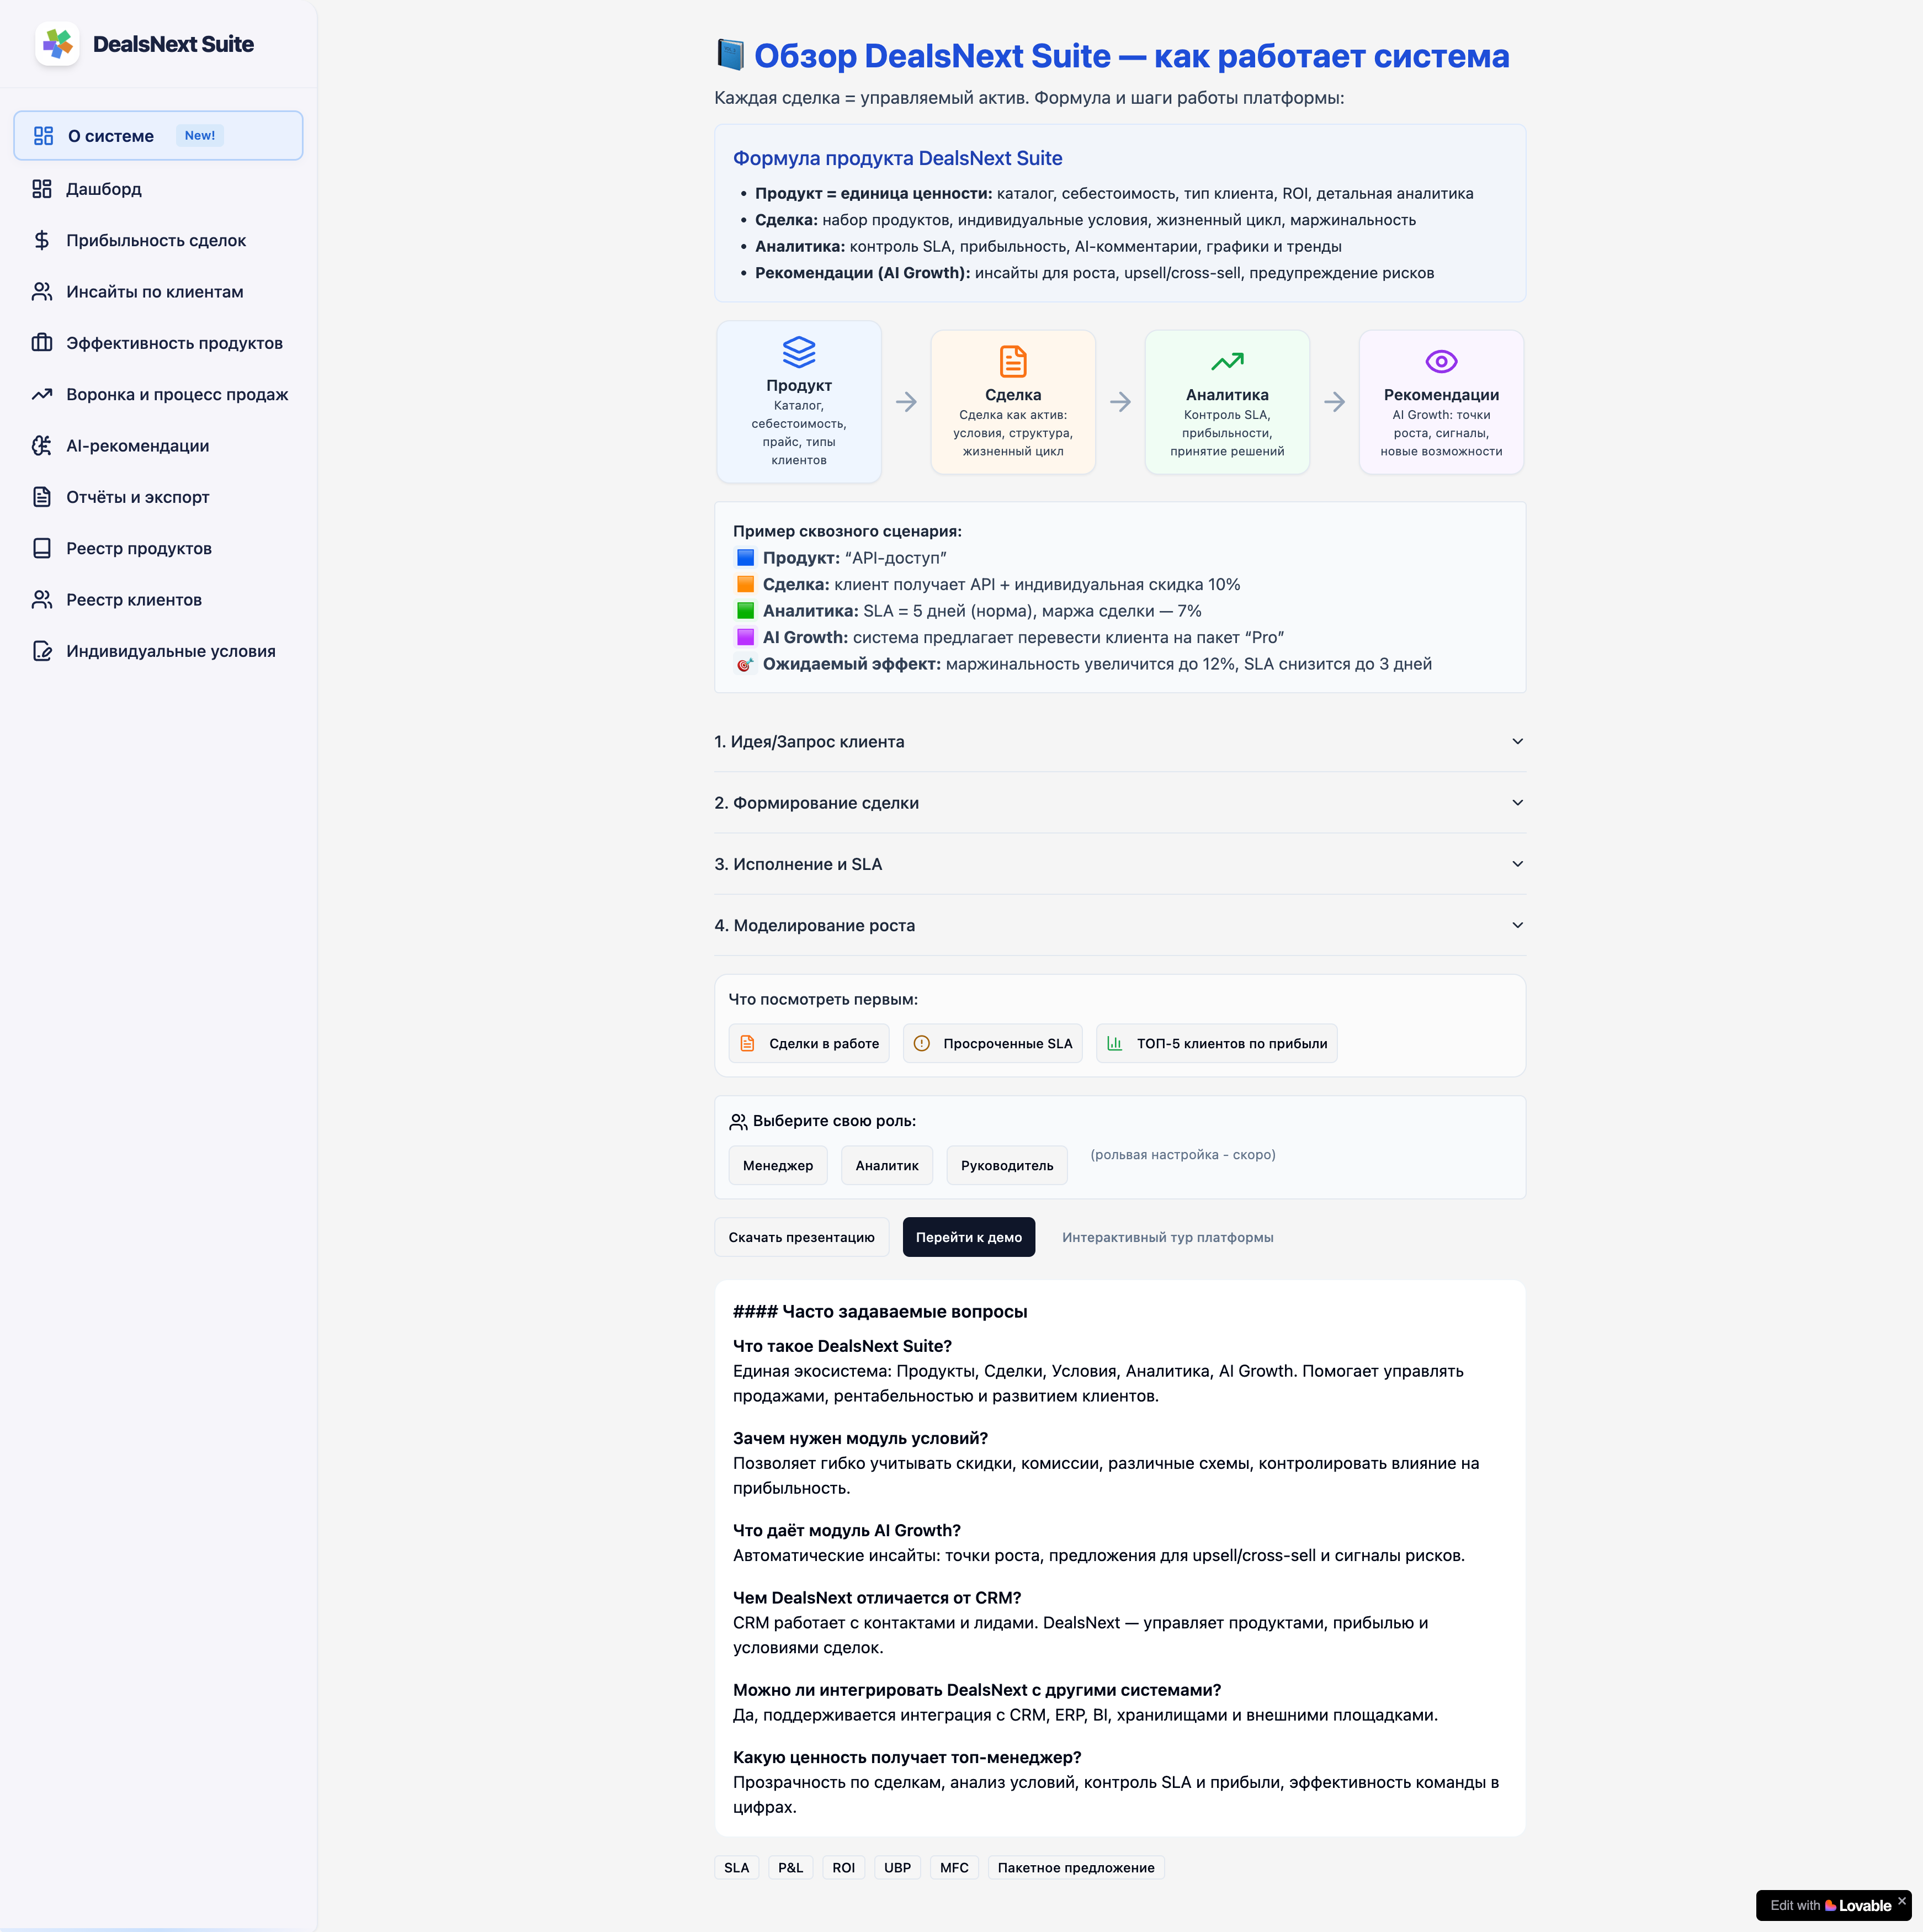 DealsNext Suite
О системе New!
Дашборд
Прибыльность сделок
Инсайты по клиентам
Эффективность продуктов
Воронка и процесс продаж
AI-рекомендации
Отчёты и экспорт
Реестр продуктов
Реестр клиентов
Индивидуальные условия
Обзор DealsNext Suite — как работает система
Каждая сделка = управляемый актив. Формула и шаги работы платформы:
Формула продукта DealsNext Suite
• Продукт = единица ценности: каталог, себестоимость, тип клиента, ROI, детальная аналитика
• Сделка: набор продуктов, индивидуальные условия, жизненный цикл, маржинальность
• Аналитика: контроль SLA, прибыльность, AI-комментарии, графики и тренды
• Рекомендации (AI Growth): инсайты для роста, upsell/cross-sell, предупреждение рисков
Продукт
Каталог,
себестоимость,
прайс, типы
клиентов
Сделка
Сделка как актив:
условия, структура,
жизненный цикл
Аналитика
Контроль SLA,
прибыльности,
принятие решений
Рекомендации
AI Growth: точки
роста, сигналы,
новые возможности
Пример сквозного сценария:
Продукт: “API-доступ”
Сделка: клиент получает API + индивидуальная скидка 10%
Аналитика: SLA = 5 дней (норма), маржа сделки — 7%
AI Growth: система предлагает перевести клиента на пакет “Pro”
Ожидаемый эффект: маржинальность увеличится до 12%, SLA снизится до 3 дней
1. Идея/Запрос клиента
2. Формирование сделки
3. Исполнение и SLA
4. Моделирование роста
Что посмотреть первым:
Сделки в работе
Просроченные SLA
ТОП-5 клиентов по прибыли
Выберите свою роль:
Менеджер
Аналитик
Руководитель
(рольвая настройка - скоро)
Скачать презентацию
Перейти к демо
Интерактивный тур платформы
#### Часто задаваемые вопросы
Что такое DealsNext Suite?
Единая экосистема: Продукты, Сделки, Условия, Аналитика, AI Growth. Помогает управлять
продажами, рентабельностью и развитием клиентов.
Зачем нужен модуль условий?
Позволяет гибко учитывать скидки, комиссии, различные схемы, контролировать влияние на
прибыльность.
Что даёт модуль AI Growth?
Автоматические инсайты: точки роста, предложения для upsell/cross-sell и сигналы рисков.
Чем DealsNext отличается от CRM?
CRM работает с контактами и лидами. DealsNext — управляет продуктами, прибылью и
условиями сделок.
Можно ли интегрировать DealsNext с другими системами?
Да, поддерживается интеграция с CRM, ERP, BI, хранилищами и внешними площадками.
Какую ценность получает топ-менеджер?
Прозрачность по сделкам, анализ условий, контроль SLA и прибыли, эффективность команды в
цифрах.
SLA
P&L
ROI
UBP
MFC
Пакетное предложение
Edit with Lovable